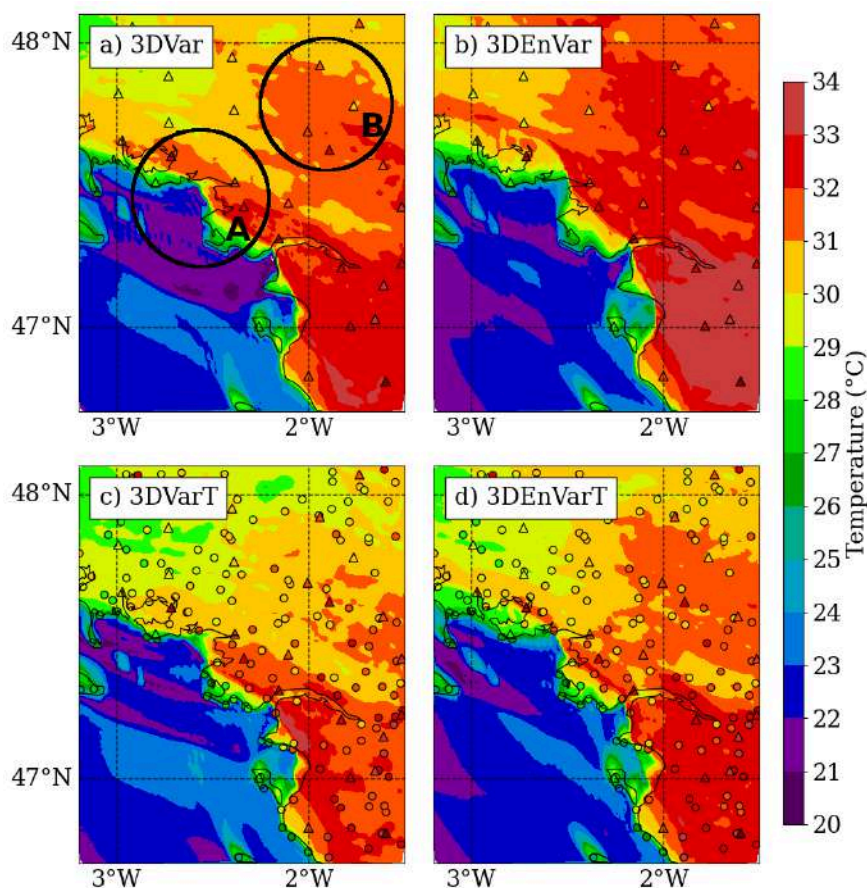 a) 3DVar
b) 3DEnVar
48°N
B
A
47°N
3°W
2°W
3°W
2°W
c) 3DVarT
d) 3DEnVarT
48°N
47°N
3°W
2°W
3°W
2°W
34
33
32
31
30
29
28
27
26
25
24
23
22
21
20
Temperature (°C)